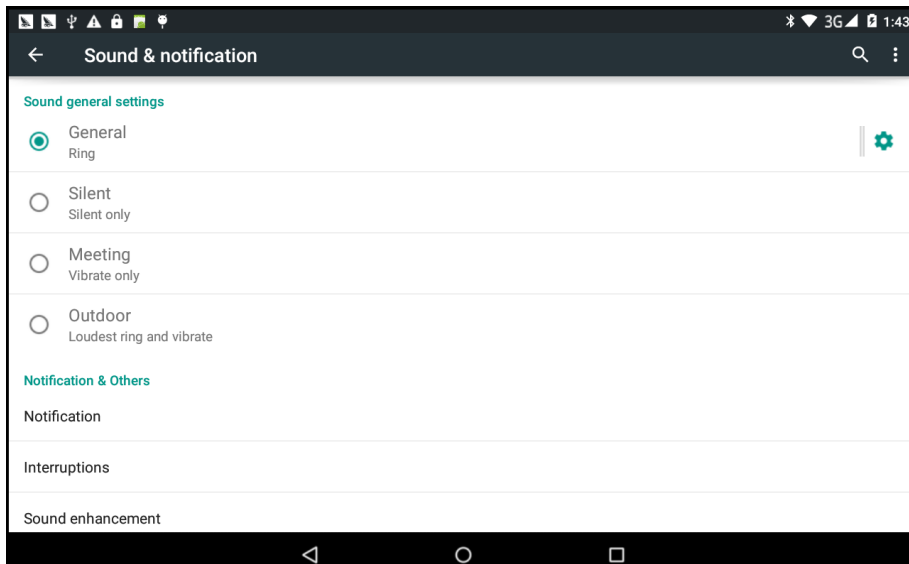 3G 1:43
Sound & notification
Sound general settings
General
Ring
Silent
Silent only
Meeting
Vibrate only
Outdoor
Loudest ring and vibrate
Notification & Others
Notification
Interruptions
Sound enhancement